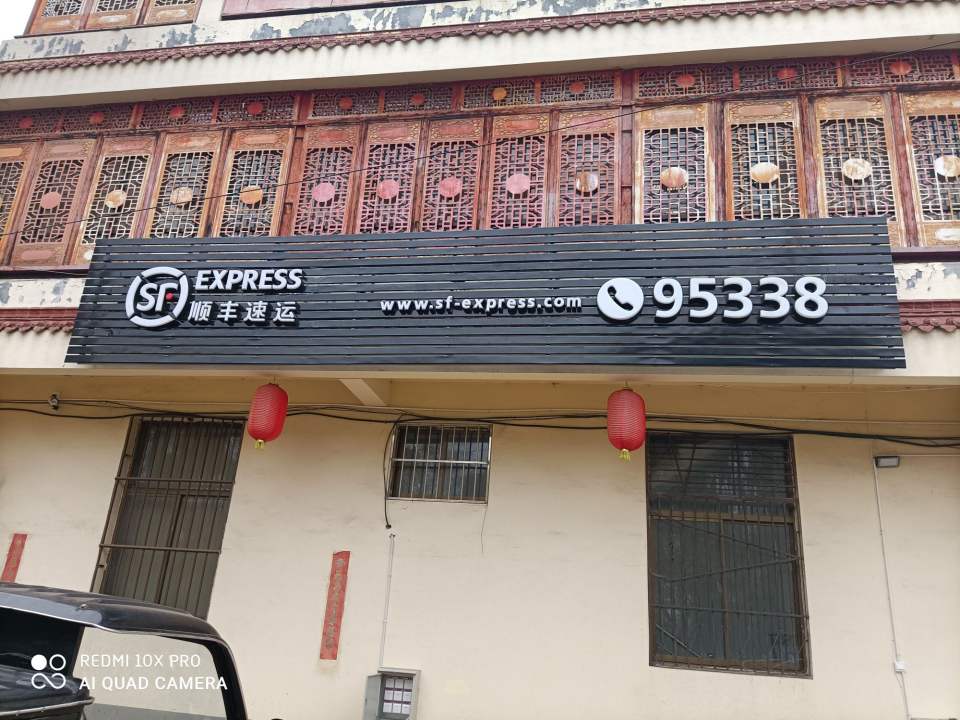 SF EXPRESS
顺丰速运
www.sf-express.com
95338
REDMI 10X PRO
AI QUAD CAMERA